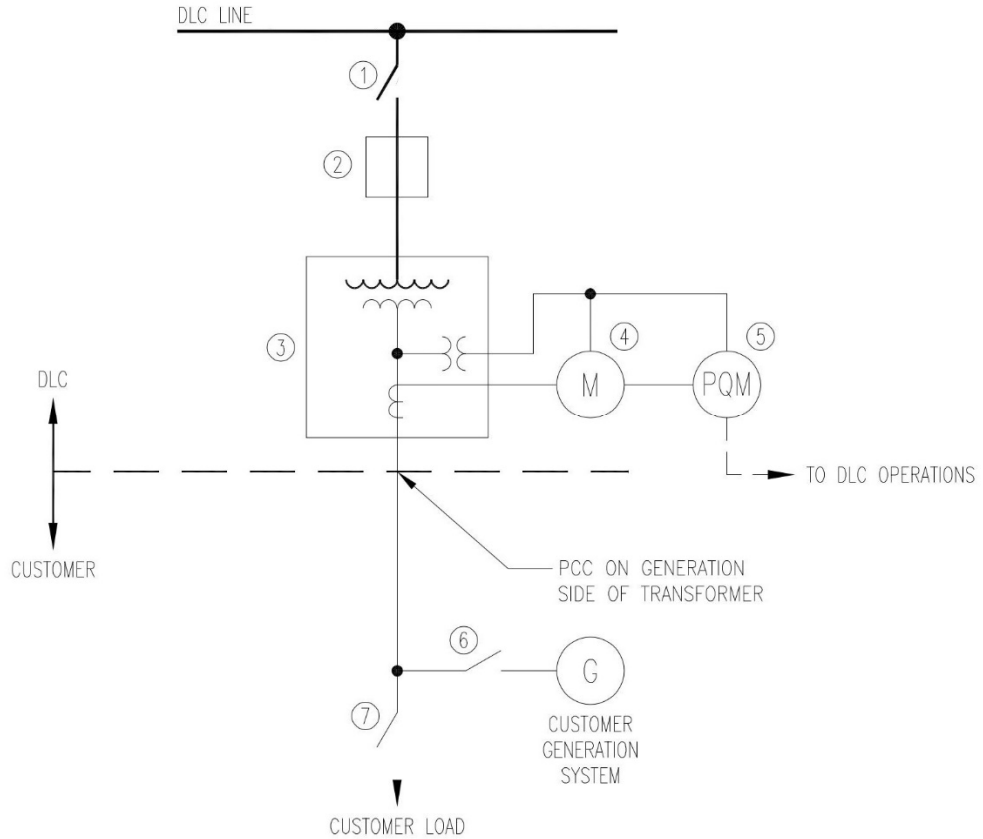 DLC LINE
①
②
③
④
⑤
M
PQM
DLC
TO DLC OPERATIONS
CUSTOMER
PCC ON GENERATION
SIDE OF TRANSFORMER
⑥
G
⑦
CUSTOMER
GENERATION
SYSTEM
CUSTOMER LOAD